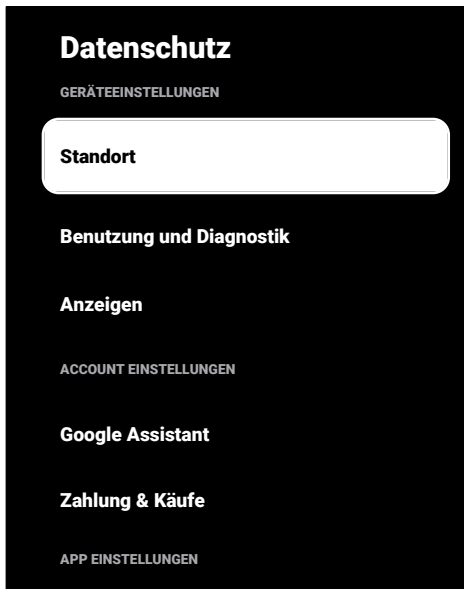 Datenschutz
GERÄTEEINSTELLUNGEN
Standort
Benutzung und Diagnostik
Anzeigen
ACCOUNT EINSTELLUNGEN
Google Assistant
Zahlung & Käufe
APP EINSTELLUNGEN